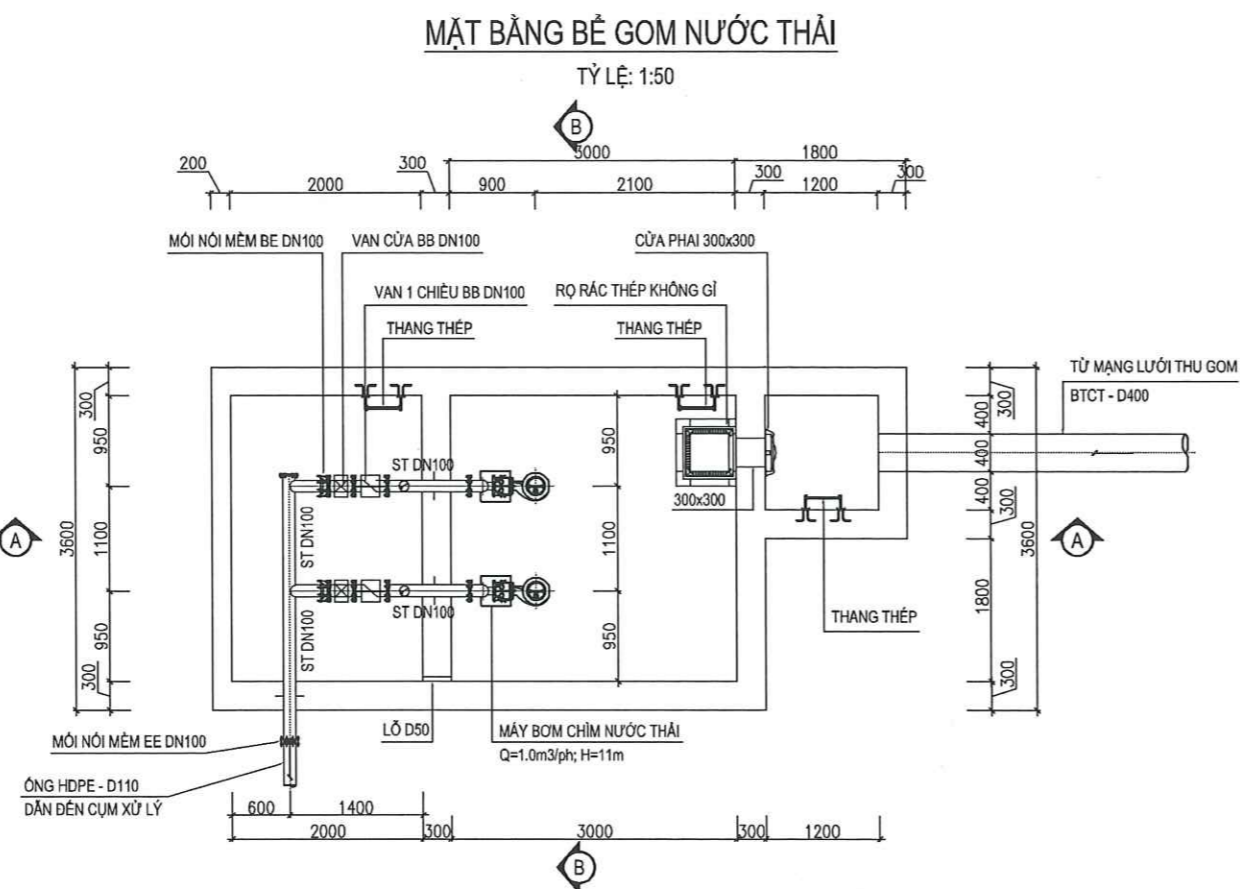 MẶT BẰNG BỂ GOM NƯỚC THẢI
TỶ LỆ: 1:50
B
3000 1800
200 2000 300 900 2100 300 1200 300
MỐI NỐI MỀM BE DN100
VAN CỬA BB DN100
CỬA PHAI 300x300
VAN 1 CHIỀU BB DN100
RỌ RÁC THÉP KHÔNG GỈ
THANG THÉP
THANG THÉP
TỪ MẠNG LƯỚI THU GOM
BTCT - D400
300
950
1100
950
300
3600
ST DN100
ST DN100
ST DN100
ST DN100
950
1100
950
300x300
300
400
400
400
300
1800
300
3600
A
A
THANG THÉP
LỖ D50
MÁY BƠM CHÌM NƯỚC THẢI
Q=1.0m3/ph; H=11m
MỐI NỐI MỀM EE DN100
ỐNG HDPE - D110
DẪN ĐẾN CỤM XỬ LÝ
600 1400
2000 300 3000 300 1200
B